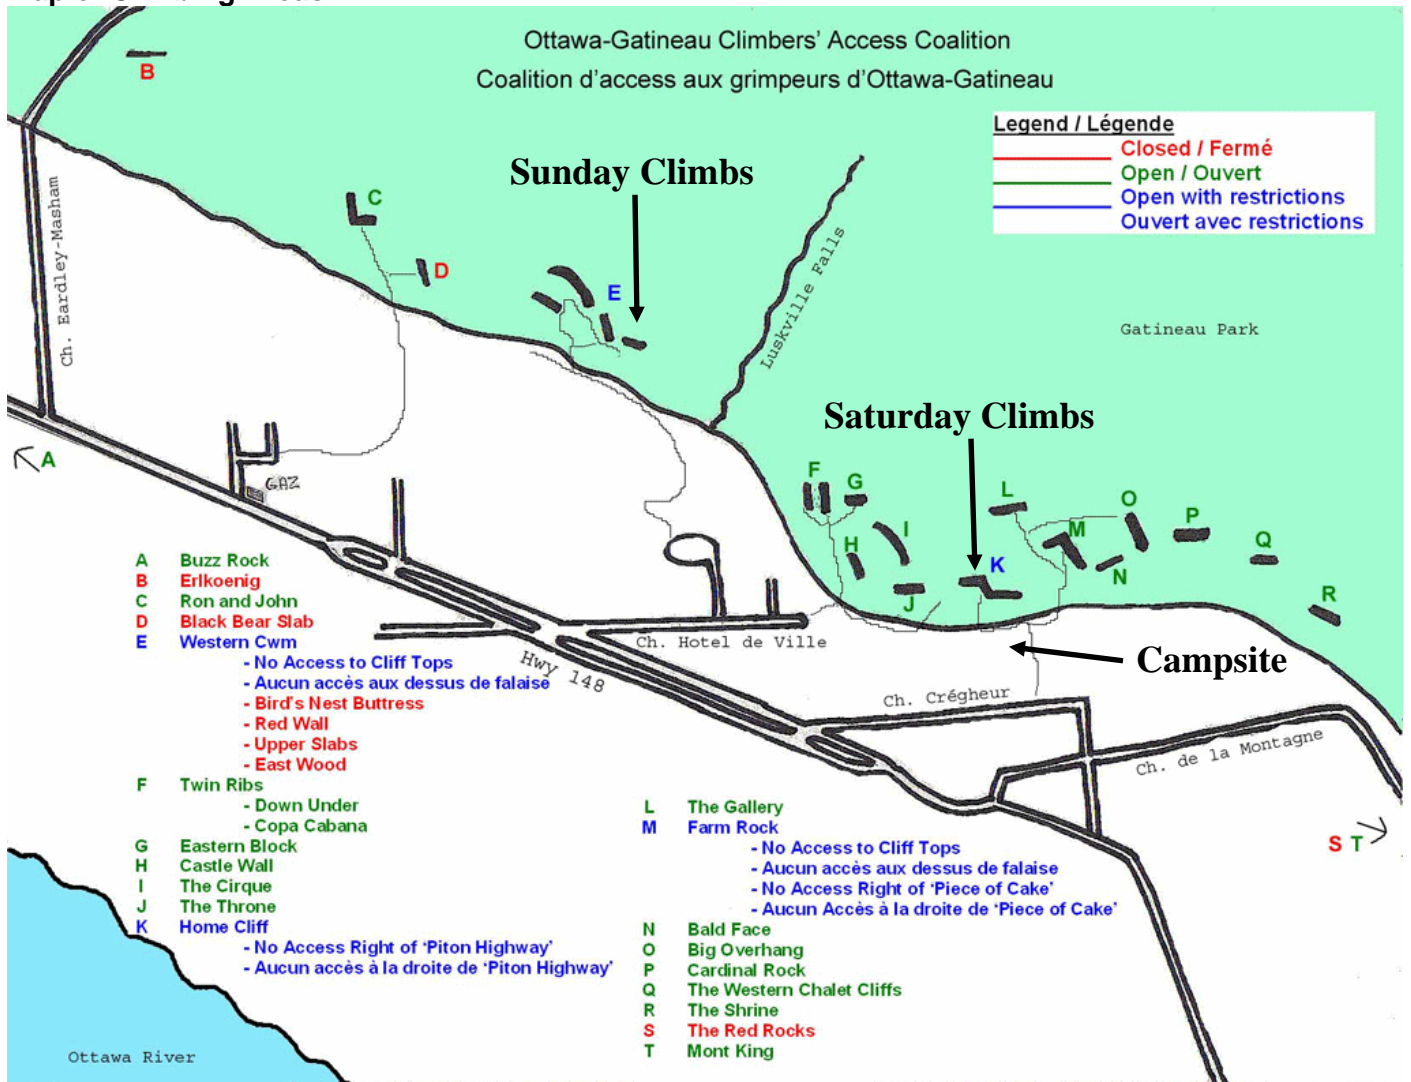 Ottawa-Gatineau Climbers' Access Coalition
Coalition d'access aux grimpeurs d'Ottawa-Gatineau
Legend / Légende
Closed / Fermé
Open / Ouvert
Open with restrictions
Ouvert avec restrictions
B
Sunday Climbs
C
D
E
Ch. Eardley-Masham
Luskville Falls
Gatineau Park
Saturday Climbs
A
GAZ
F
G
H
I
J
K
L
M
N
O
P
Q
R
Ch. Hotel de Ville
Hwy 148
Campsite
Ch. Crégheur
Ch. de la Montagne
S T
A Buzz Rock
B Erlkoenig
C Ron and John
D Black Bear Slab
E Western Cwm
- No Access to Cliff Tops
- Aucun accès aux dessus de falaise
- Bird's Nest Buttress
- Red Wall
- Upper Slabs
- East Wood
F Twin Ribs
- Down Under
- Copa Cabana
G Eastern Block
H Castle Wall
I The Cirque
J The Throne
K Home Cliff
- No Access Right of 'Piton Highway'
- Aucun accès à la droite de 'Piton Highway'
L The Gallery
M Farm Rock
- No Access to Cliff Tops
- Aucun accès aux dessus de falaise
- No Access Right of 'Piece of Cake'
- Aucun Accès à la droite de 'Piece of Cake'
N Bald Face
O Big Overhang
P Cardinal Rock
Q The Western Chalet Cliffs
R The Shrine
S The Red Rocks
T Mont King
Ottawa River